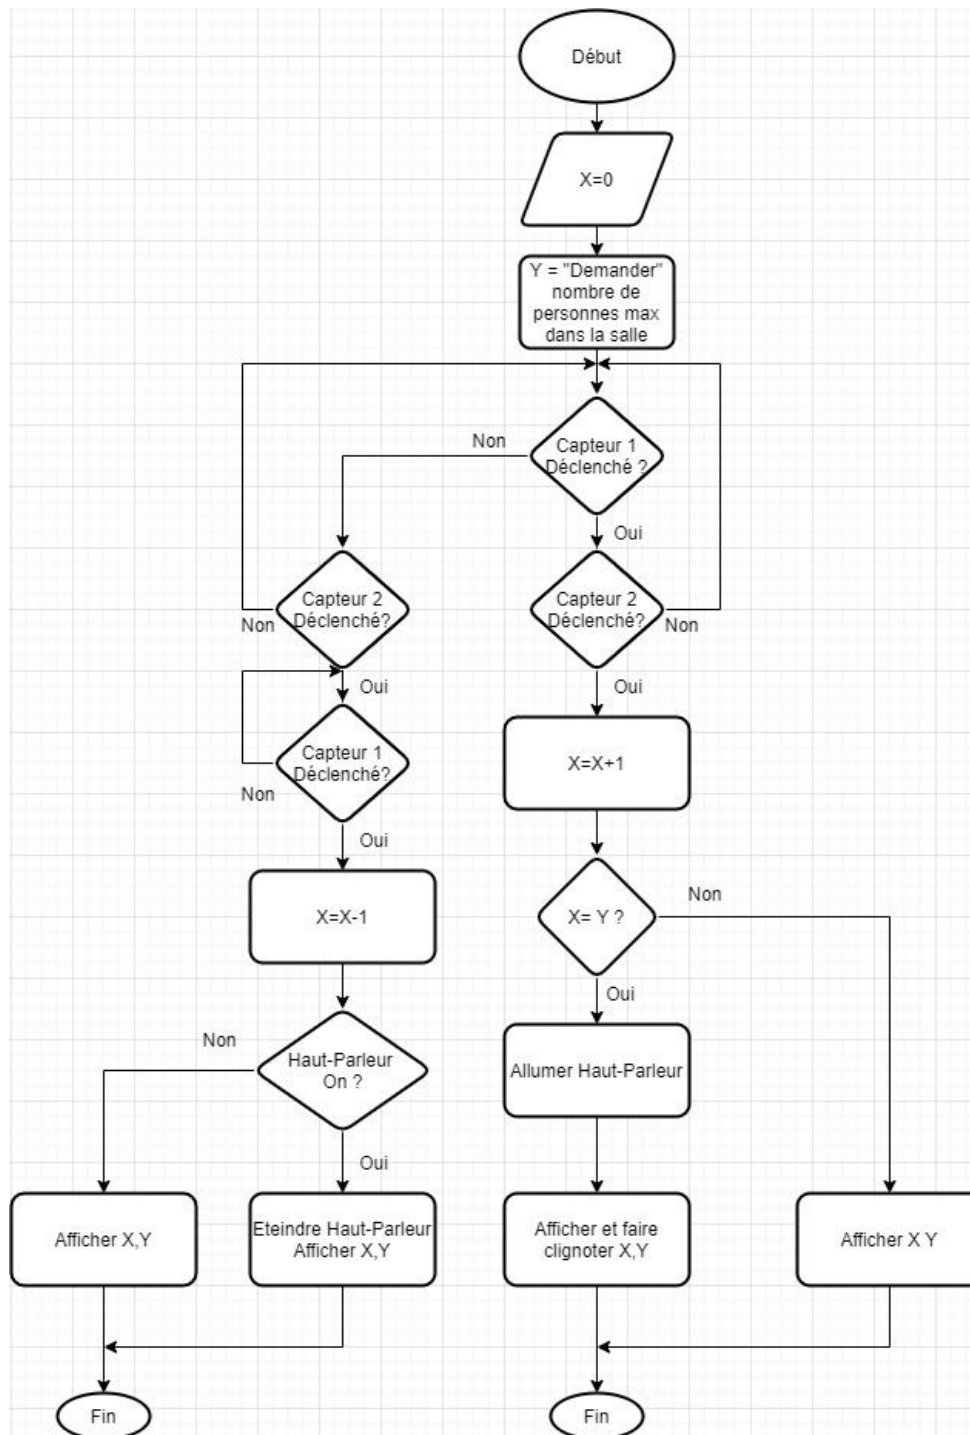 Début
X=0
Y = "Demander"
nombre de
personnes max
dans la salle
Capteur 1
Déclenché ?
Non
Oui
Capteur 2
Déclenché?
Non
Oui
Capteur 2
Déclenché?
Non
Oui
Capteur 1
Déclenché?
Non
Oui
X=X+1
X=X-1
X= Y ?
Non
Oui
Haut-Parleur
On ?
Non
Oui
Allumer Haut-Parleur
Afficher X,Y
Eteindre Haut-Parleur
Afficher X,Y
Afficher et faire
clignoter X,Y
Afficher X Y
Fin
Fin